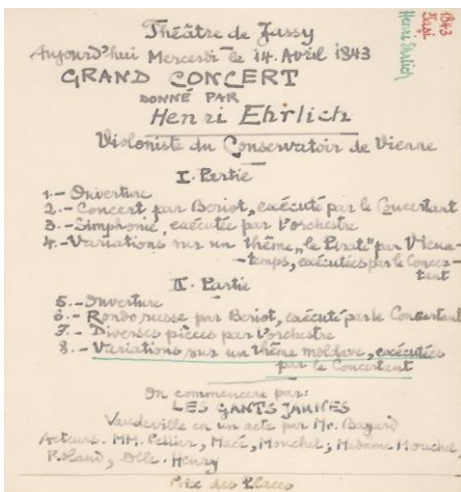 Théâtre de Jassy
Aujourd'hui Mercredi le 14. Avril 1843
GRAND CONCERT
DONNÉ PAR
Henri Ehrlich
Violoniste du Conservatoir de Vienne
I. Partie
1.- Ouverture
2.- Concert par Beriot, exécuté par le Concertant
3.- Simphonie, exécutée par l'orchestre
4.- Variations sur un thême „le Pirate" par Vieux-
-temps, exécutées par le Concer-
tant
II. Partie
5.- Ouverture
6.- Rondo russe par Beriot, exécuté par le Concertant
7.- Diverses pièces par l'orchestre
8.- Variations sur un thême moldave, exécutées
par le Concertant
On commencera par:
LES GANTS JAUNES
Vaudeville en un acte par Mr. Bayard
Acteurs. MM. Pellier, Macé, Monchel; Madame Monchel,
Henry
Prix des Places
1843
Iaşi
Henri Ehrlich